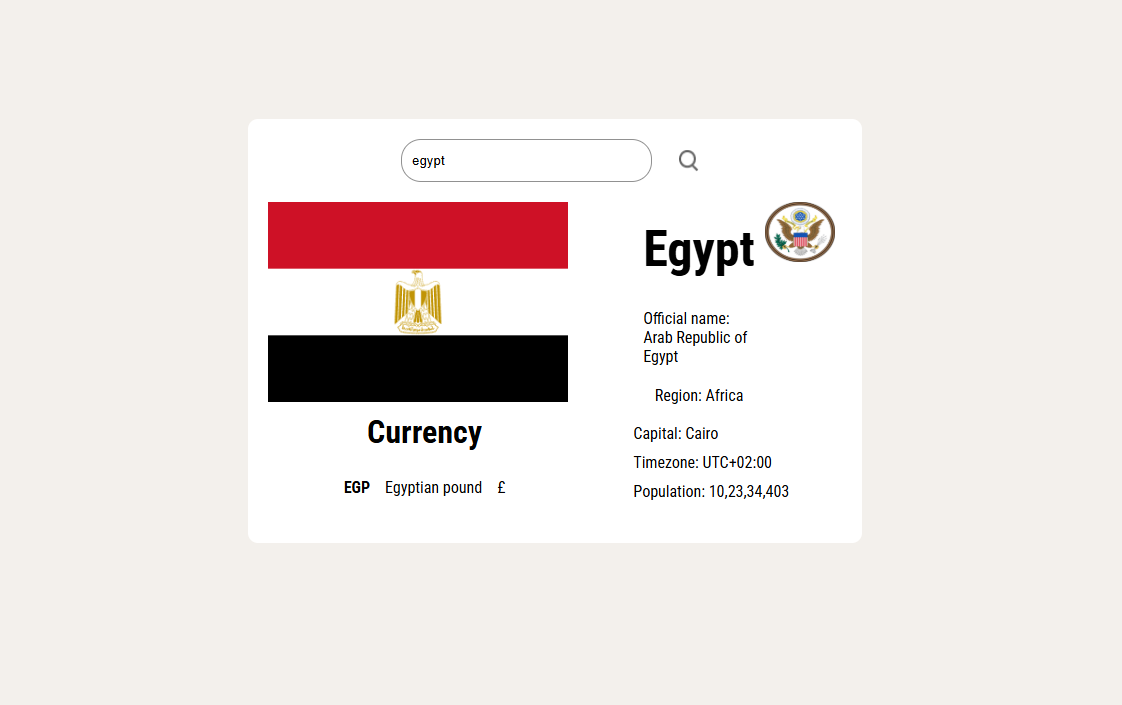 egypt
Egypt
Official name:
Arab Republic of
Egypt
Region: Africa
Capital: Cairo
Timezone: UTC+02:00
Population: 10,23,34,403
Currency
EGP Egyptian pound £